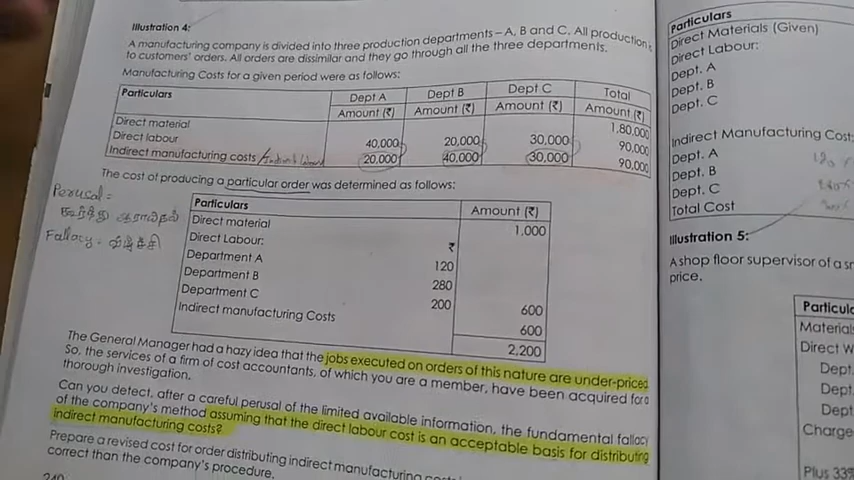 Illustration 4:
A manufacturing company is divided into three production departments – A, B and C. All production is
to customers' orders. All orders are dissimilar and they go through all the three departments.
Manufacturing Costs for a given period were as follows:
Particulars Dept A Dept B Dept C Total
Amount (₹) Amount (₹) Amount (₹) Amount (₹)
Direct material 1,80,000
Direct labour 40,000 20,000 30,000 90,000
Indirect manufacturing costs 20,000 40,000 30,000 90,000
The cost of producing a particular order was determined as follows:
Perusal =
Fallacy =
Particulars Amount (₹)
Direct material 1,000
Direct Labour: ₹
Department A 120
Department B 280
Department C 200 600
Indirect manufacturing Costs 600
2,200
The General Manager had a hazy idea that the jobs executed on orders of this nature are under-priced
So, the services of a firm of cost accountants, of which you are a member, have been acquired for a
thorough investigation.
Can you detect, after a careful perusal of the limited available information, the fundamental fallacy
of the company's method assuming that the direct labour cost is an acceptable basis for distributing
indirect manufacturing costs?
Prepare a revised cost for order distributing indirect manufacturing
correct than the company's procedure.
240
Particulars
Direct Materials (Given)
Direct Labour:
Dept. A
Dept. B
Dept. C
Indirect Manufacturing Cost:
Dept. A
Dept. B
Dept. C
Total Cost
Illustration 5:
A shop floor supervisor of a
price.
Material
Direct W
Dept.
Dept
Dept
Charge
Plus 33